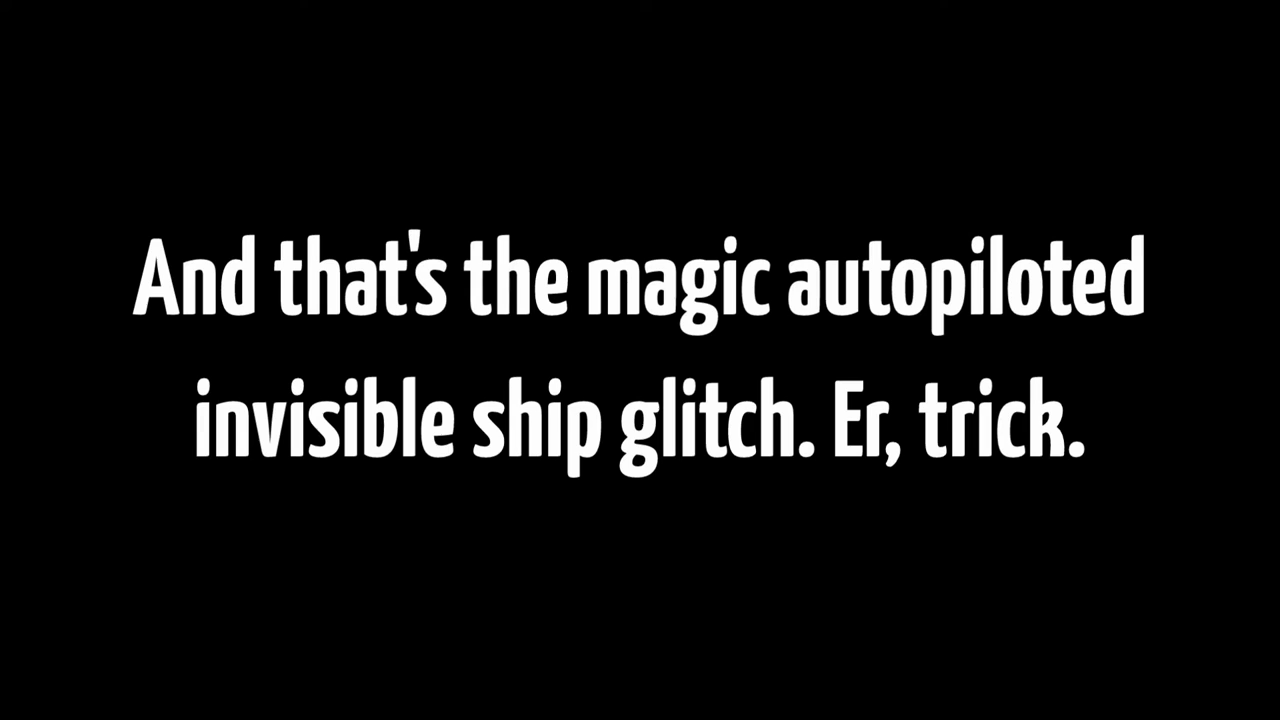 And that's the magic autopiloted
invisible ship glitch. Er, trick.